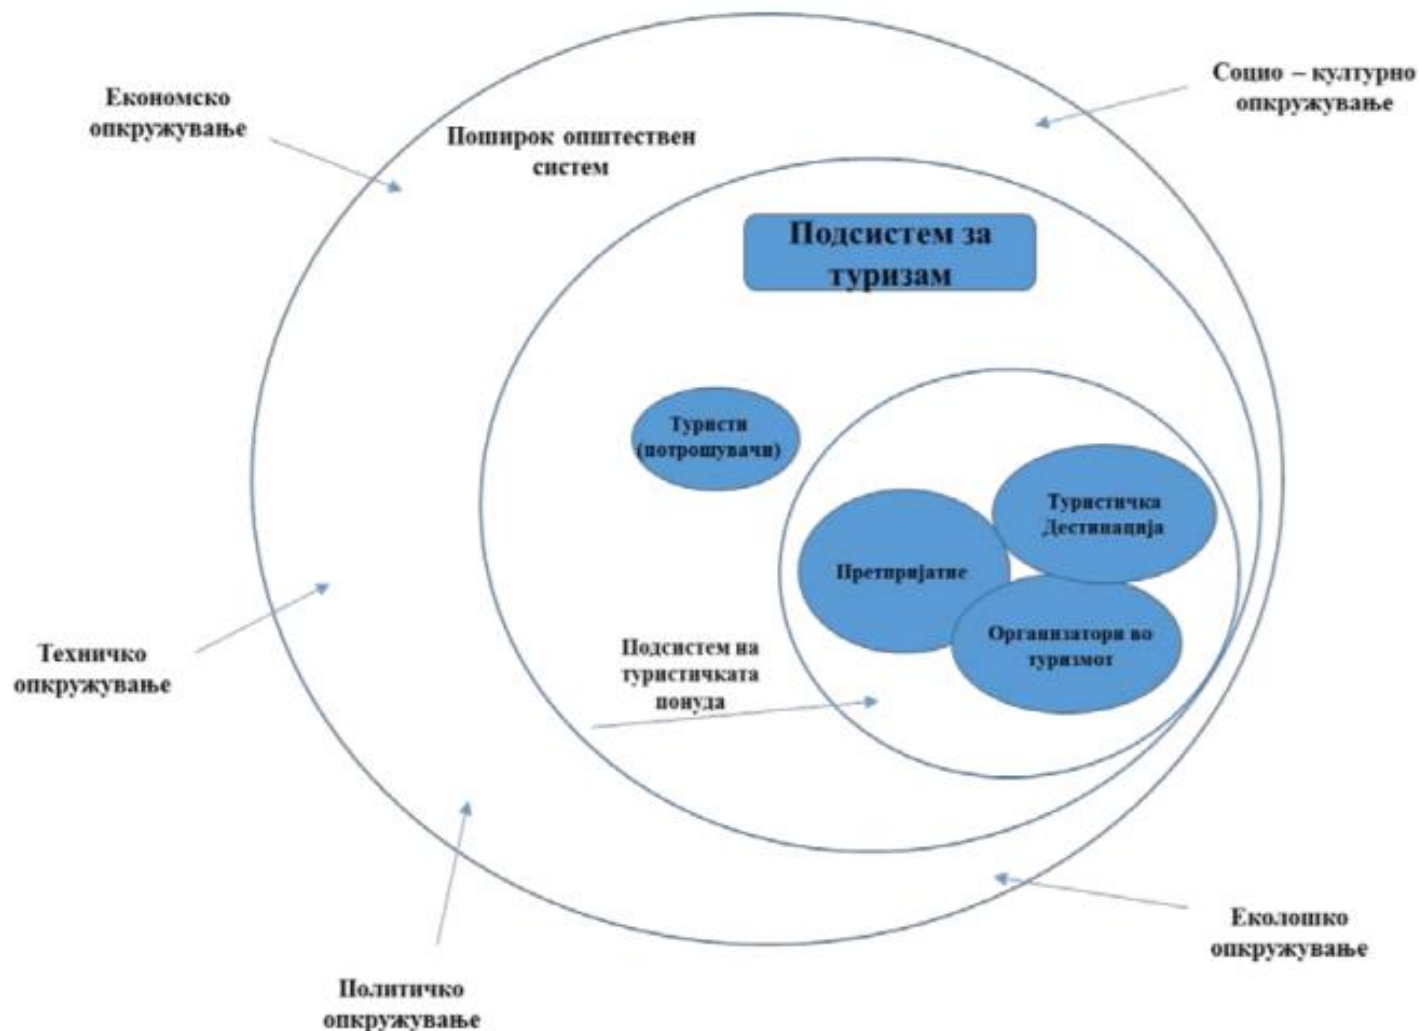 Социо – културно
опкружување
Економско
опкружување
Поширок општествен
систем
Подсистем за
туризам
Туристи
(потрошувачи)
Туристичка
Дестинација
Претпријатие
Организатори во
туризмот
Подсистем на
туристичката
понуда
Техничко
опкружување
Еколошко
опкружување
Политичко
опкружување